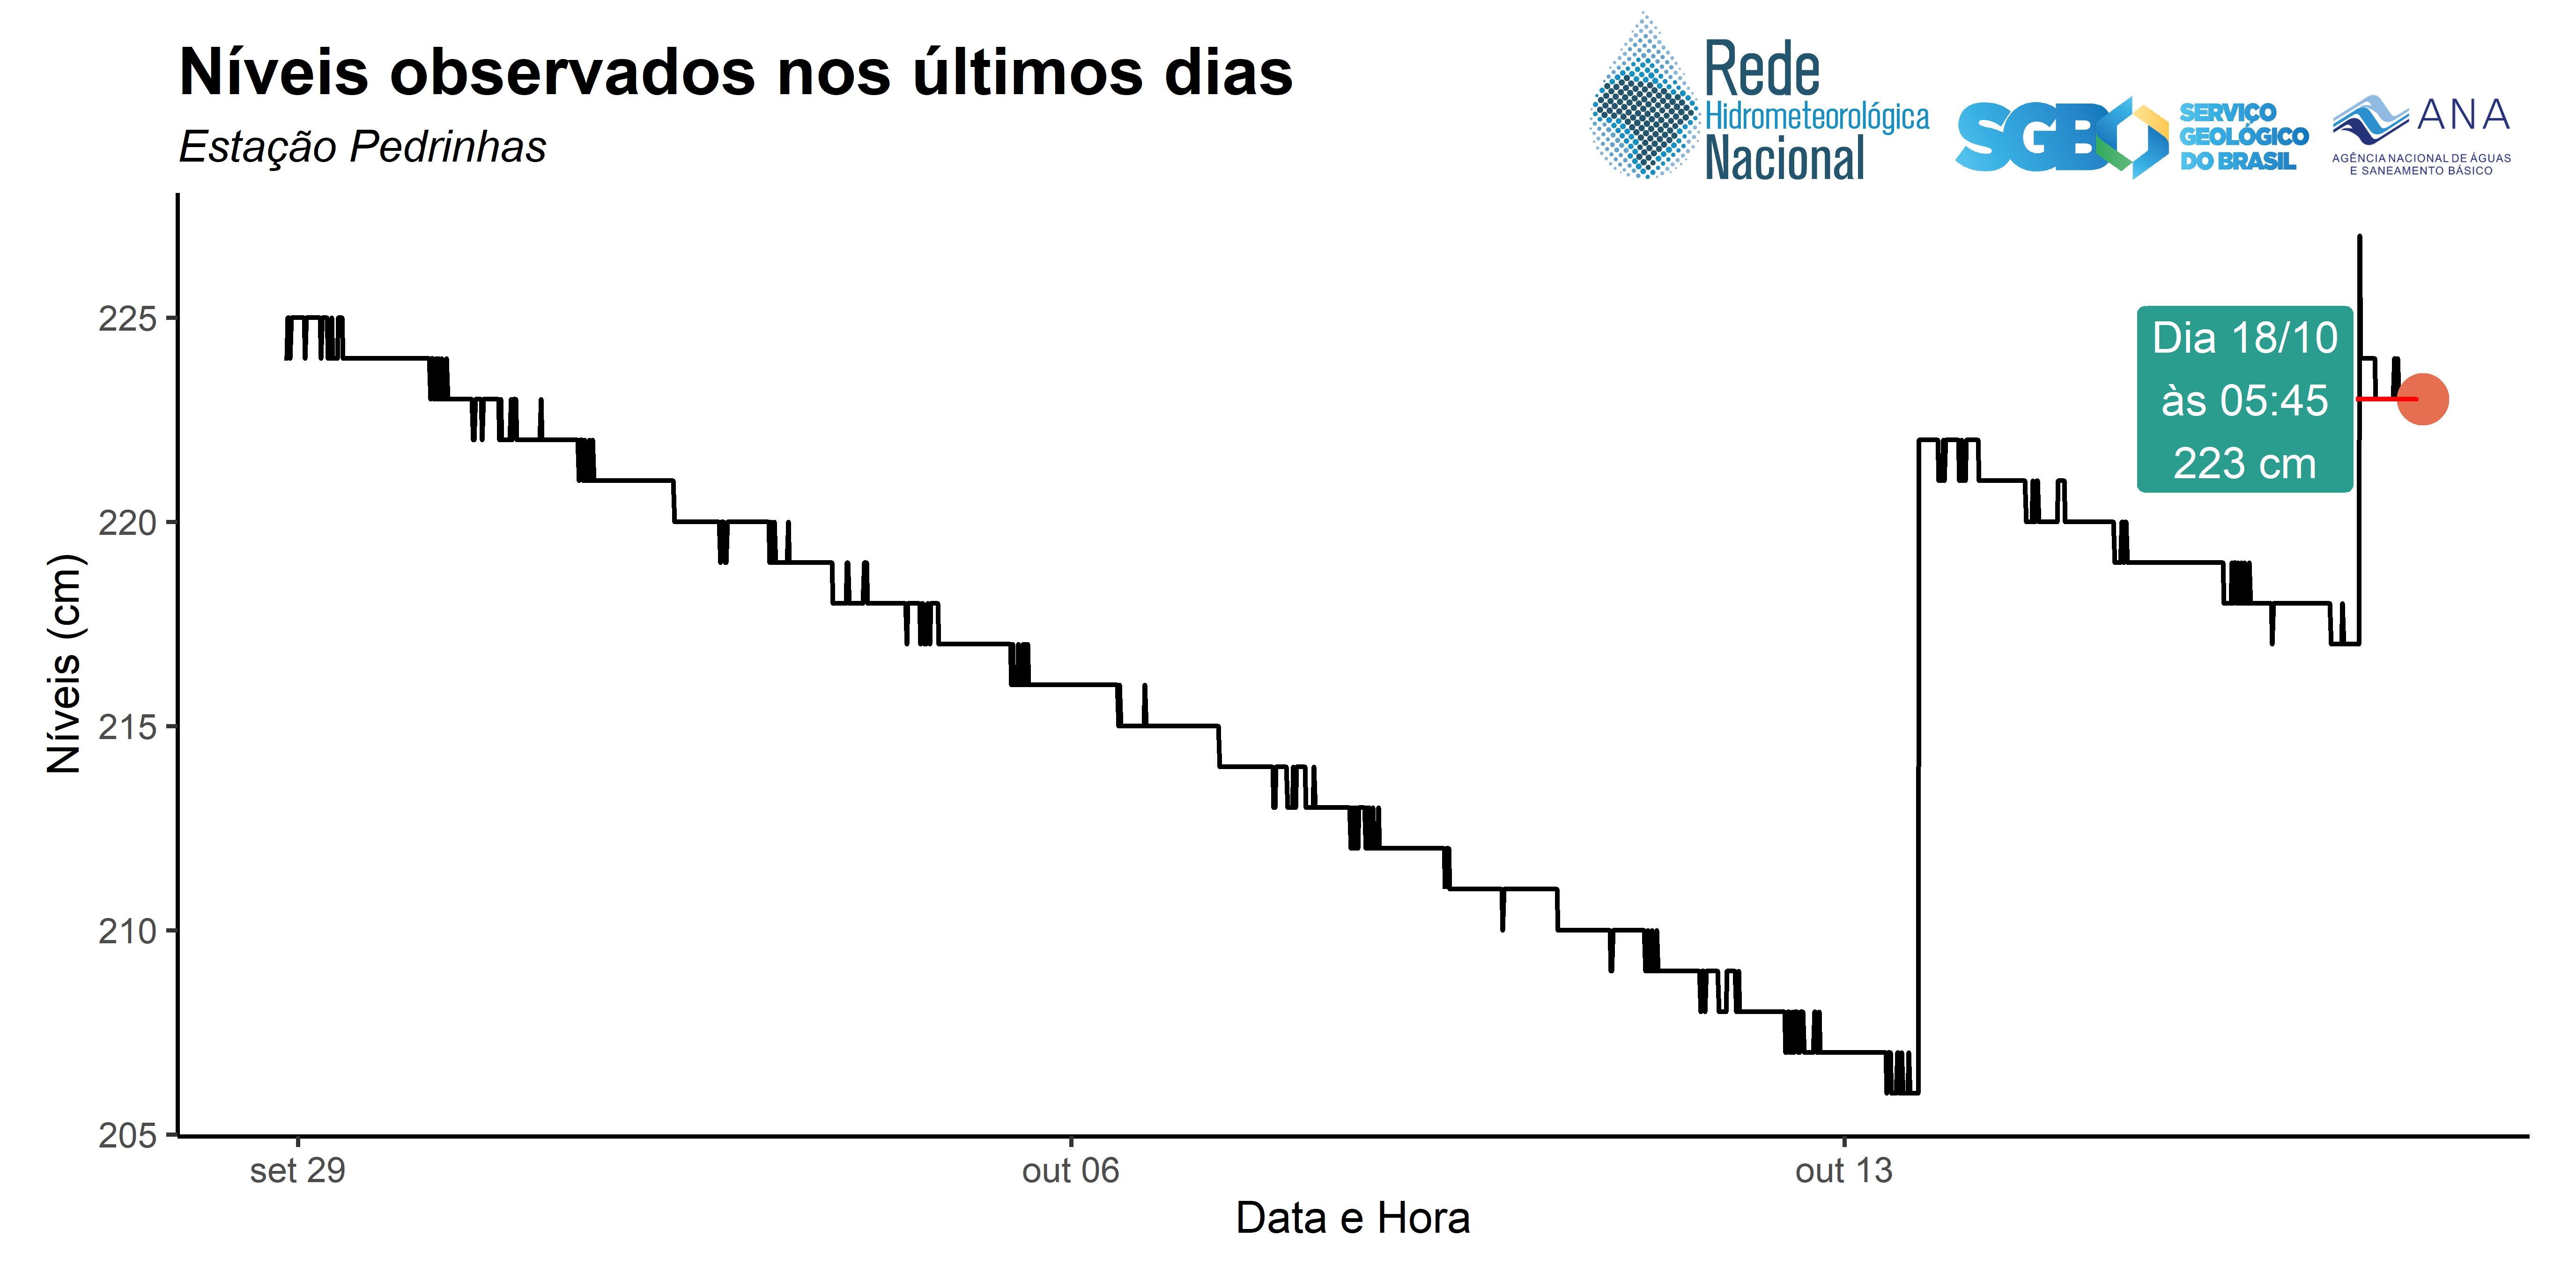 Níveis observados nos últimos dias
Estação Pedrinhas
Rede
Hidrometeorológica
Nacional
SGB
SERVIÇO
GEOLÓGICO
DO BRASIL
ANA
AGÊNCIA NACIONAL DE ÁGUAS
E SANEAMENTO BÁSICO
Níveis (cm)
225
220
215
210
205
Dia 18/10
às 05:45
223 cm
set 29
out 06
out 13
Data e Hora